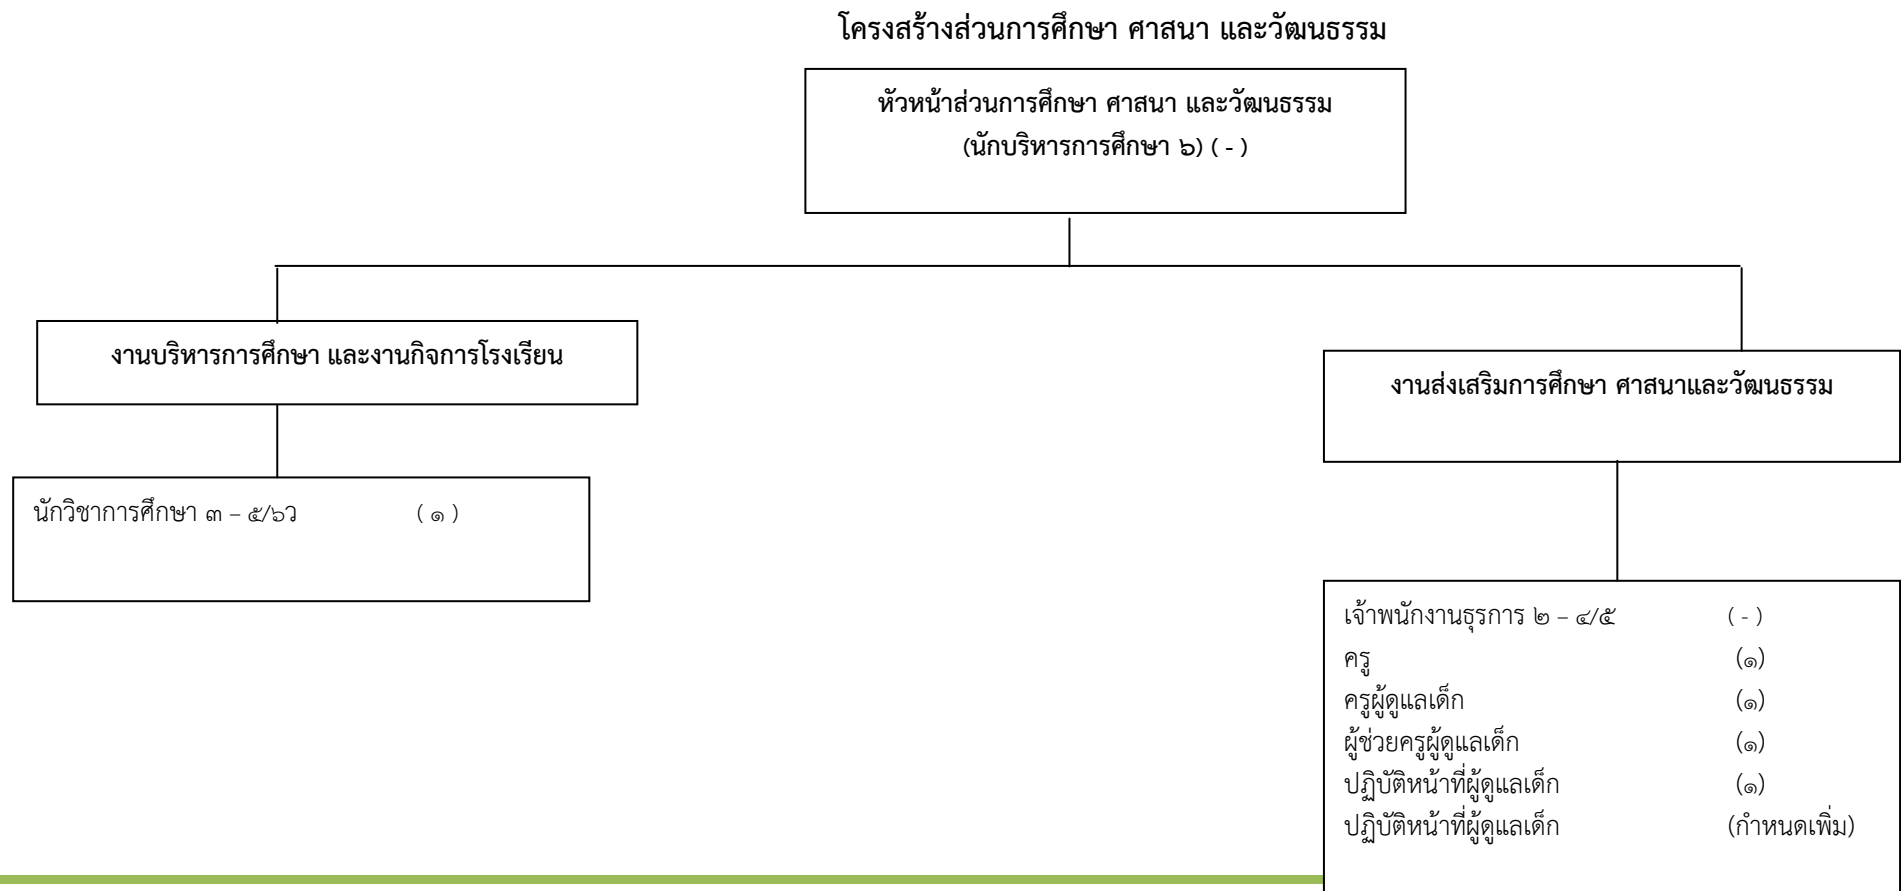 โครงสร้างส่วนการศึกษา ศาสนา และวัฒนธรรม
หัวหน้าส่วนการศึกษา ศาสนา และวัฒนธรรม
(นักบริหารการศึกษา ๖) ( - )
งานบริหารการศึกษา และงานกิจการโรงเรียน
งานส่งเสริมการศึกษา ศาสนาและวัฒนธรรม
นักวิชาการศึกษา ๓ – ๕/๖ว ( ๑ )
เจ้าพนักงานธุรการ ๒ – ๔/๕ ( - )
ครู (๑)
ครูผู้ดูแลเด็ก (๑)
ผู้ช่วยครูผู้ดูแลเด็ก (๑)
ปฏิบัติหน้าที่ผู้ดูแลเด็ก (๑)
ปฏิบัติหน้าที่ผู้ดูแลเด็ก (กำหนดเพิ่ม)